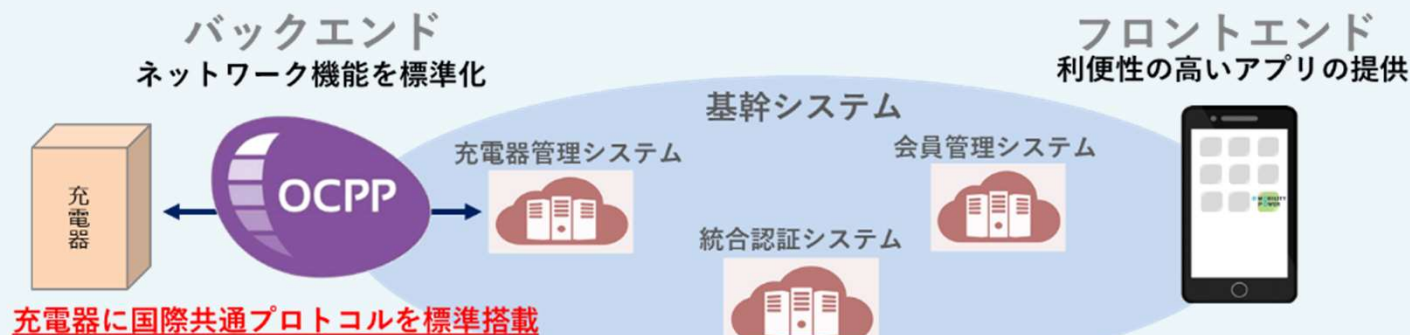 バックエンド
ネットワーク機能を標準化
フロントエンド
利便性の高いアプリの提供
基幹システム
充電器管理システム
会員管理システム
充電器
OCPP
統合認証システム
e MOBILITY
POWER
充電器に国際共通プロトコルを標準搭載